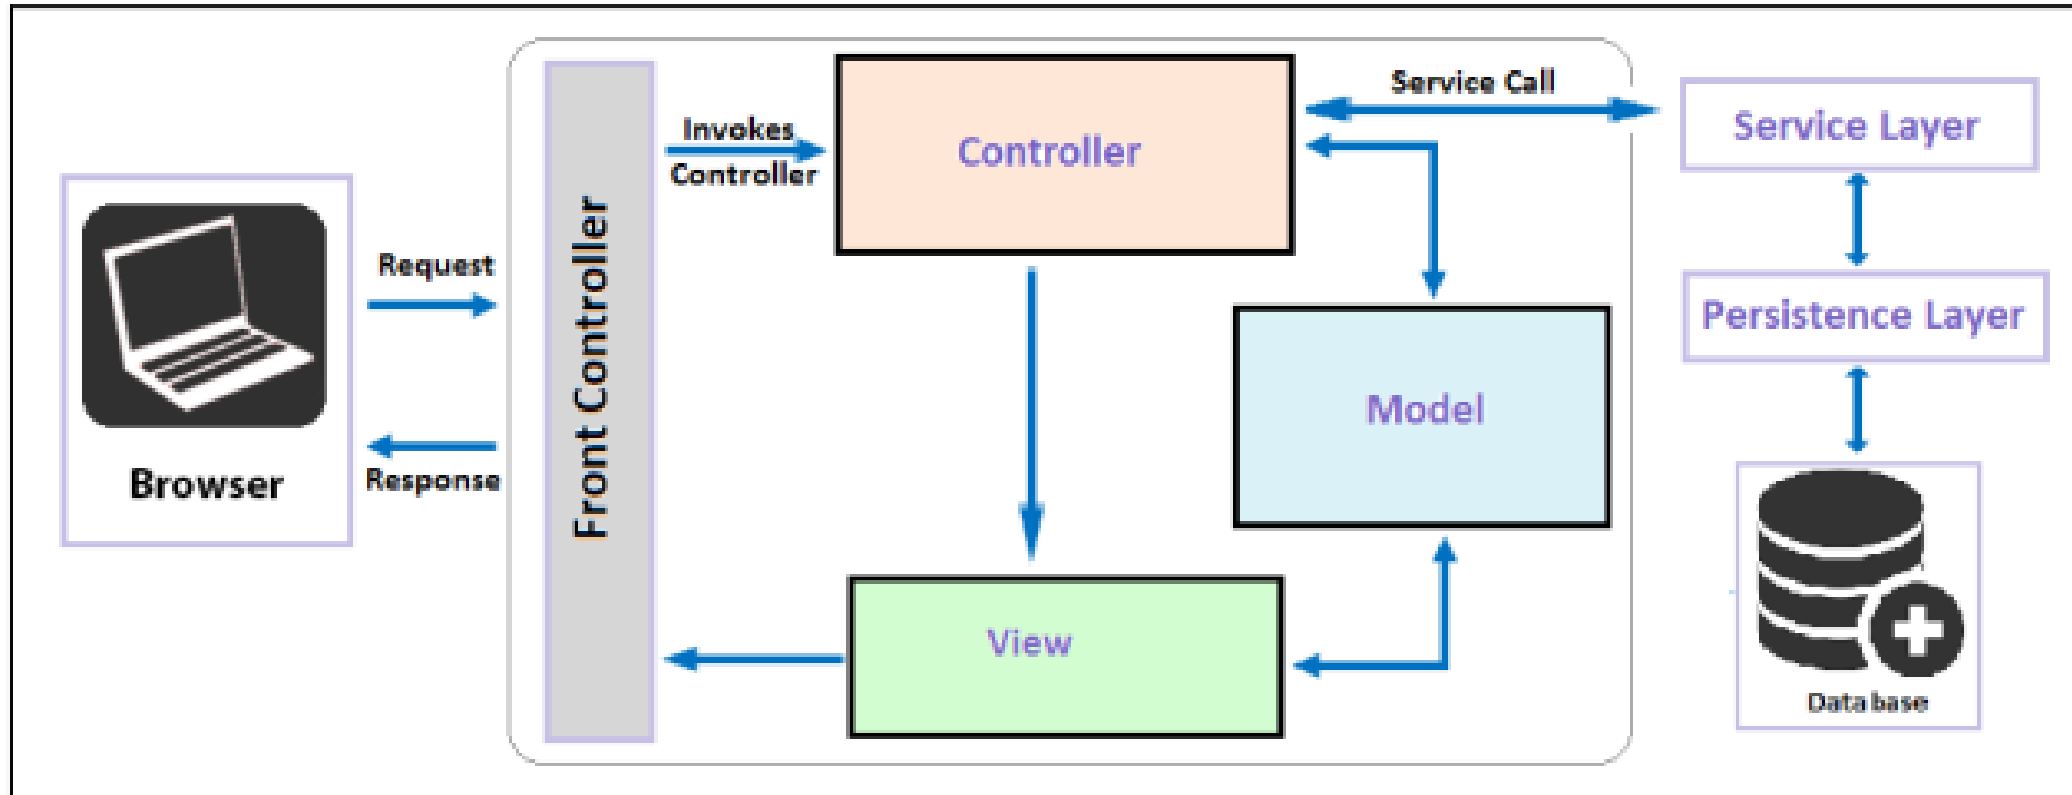 Browser
Request
Response
Front Controller
Invokes
Controller
Controller
Service Call
Service Layer
Persistence Layer
Model
View
Database